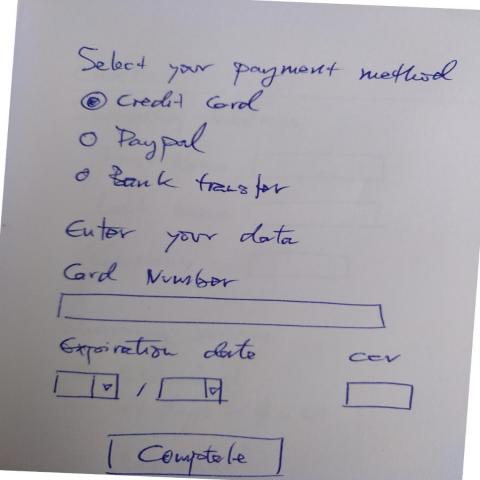 Select your payment method
Credit Card
Paypal
Bank transfer
Enter your data
Card Number
Expiration date ccv
/
Complete